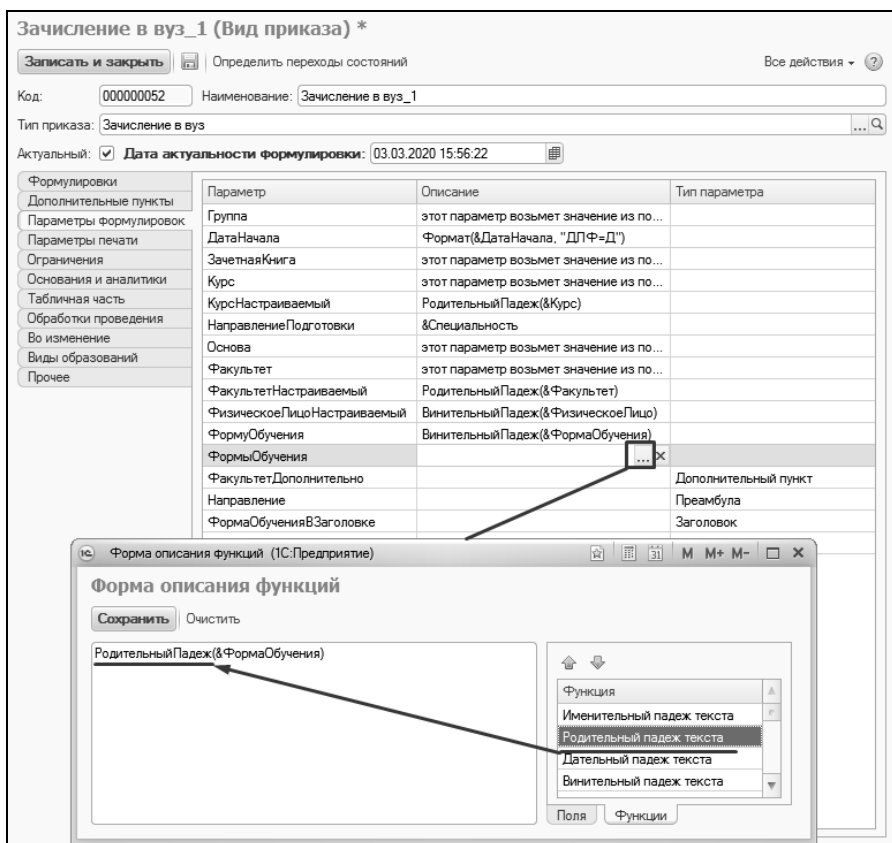 Зачисление в вуз_1 (Вид приказа) *
Записать и закрыть Определить переходы состояний Все действия ?
Код: 000000052 Наименование: Зачисление в вуз_1
Тип приказа: Зачисление в вуз ...
Актуальный: Дата актуальности формулировки: 03.03.2020 15:56:22
Формулировки
Дополнительные пункты
Параметры формулировок
Параметры печати
Ограничения
Основания и аналитики
Табличная часть
Обработки проведения
Во изменение
Виды образований
Прочее
Параметр Описание Тип параметра
Группа этот параметр возьмет значение из по...
ДатаНачала Формат(&ДатаНачала, "ДПФ=Д")
ЗачетнаяКнига этот параметр возьмет значение из по...
Курс этот параметр возьмет значение из по...
КурсНастраиваемый РодительныйПадеж(&Курс)
НаправлениеПодготовки &Специальность
Основа этот параметр возьмет значение из по...
Факультет этот параметр возьмет значение из по...
ФакультетНастраиваемый РодительныйПадеж(&Факультет)
ФизическоеЛицоНастраиваемый ВинительныйПадеж(&ФизическоеЛицо)
ФормуОбучения ВинительныйПадеж(&ФормаОбучения)
ФормыОбучения ... ×
ФакультетДополнительно Дополнительный пункт
Направление Преамбула
ФормаОбученияВЗаголовке Заголовок
1С Форма описания функций (1С:Предприятие) 31 M M+ M-
Форма описания функций
Сохранить Очистить
РодительныйПадеж(&ФормаОбучения)
Функция
Именительный падеж текста
Родительный падеж текста
Дательный падеж текста
Винительный падеж текста
Поля Функции